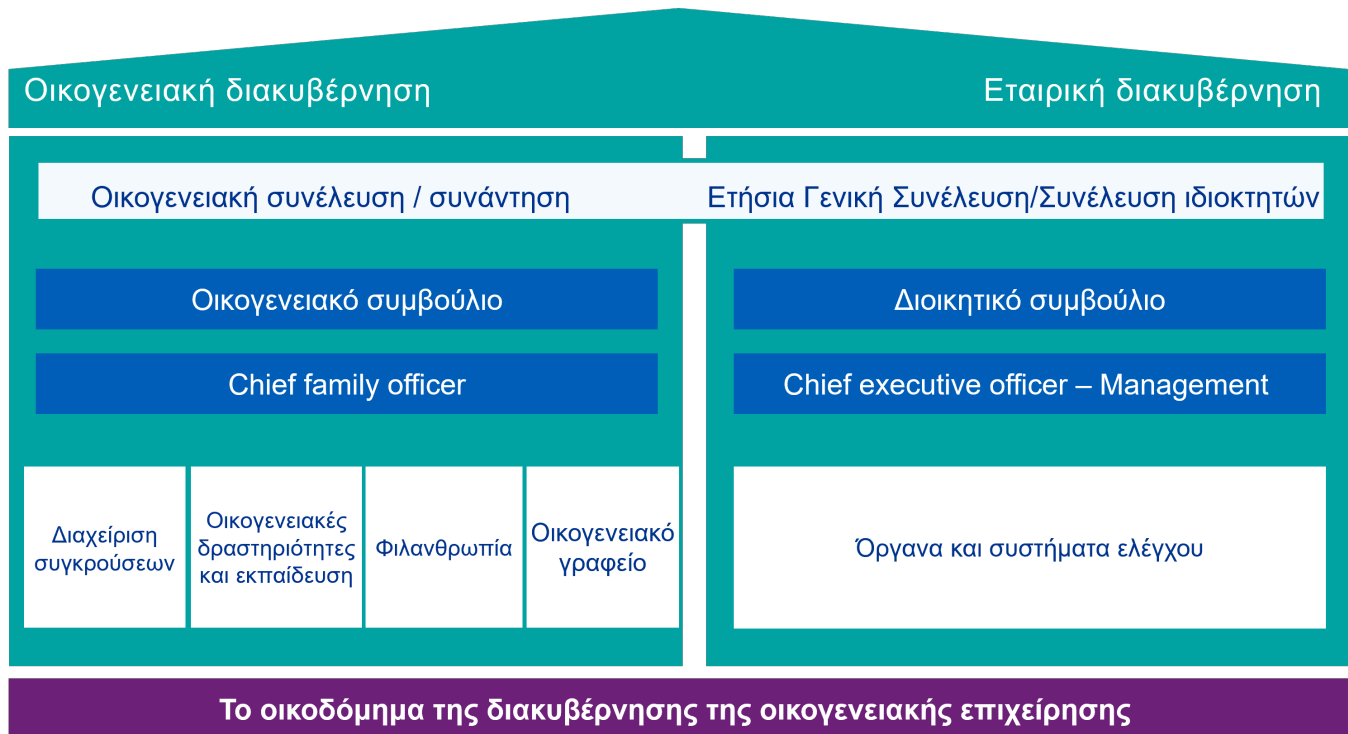 Οικογενειακή διακυβέρνηση
Εταιρική διακυβέρνηση
Οικογενειακή συνέλευση / συνάντηση
Ετήσια Γενική Συνέλευση/Συνέλευση ιδιοκτητών
Οικογενειακό συμβούλιο
Διοικητικό συμβούλιο
Chief family officer
Chief executive officer – Management
Διαχείριση
συγκρούσεων
Οικογενειακές
δραστηριότητες
και εκπαίδευση
Φιλανθρωπία
Οικογενειακό
γραφείο
Όργανα και συστήματα ελέγχου
Το οικοδόμημα της διακυβέρνησης της οικογενειακής επιχείρησης